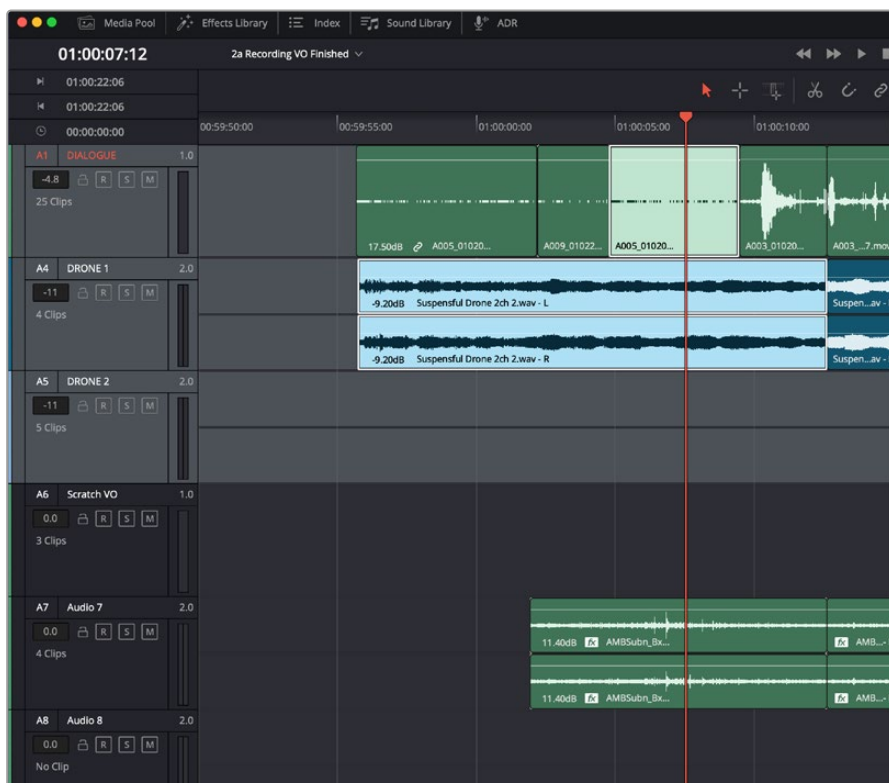 Media Pool Effects Library Index Sound Library ADR
01:00:07:12 2a Recording VO Finished
01:00:22:06
01:00:22:06
00:00:00:00
00:59:50:00 00:59:55:00 01:00:00:00 01:00:05:00 01:00:10:00
A1 DIALOGUE 1.0
-4.8 R S M
25 Clips
17.50dB A005_01020... A009_01022... A005_01020... A003_01020... A003_...7.mov
A4 DRONE 1 2.0
-11 R S M
4 Clips
-9.20dB Suspensful Drone 2ch 2.wav - L Suspen...av -
-9.20dB Suspensful Drone 2ch 2.wav - R Suspen...av -
A5 DRONE 2 2.0
-11 R S M
5 Clips
A6 Scratch VO 1.0
0.0 R S M
3 Clips
A7 Audio 7 2.0
0.0 R S M
4 Clips
11.40dB fx AMBSubn_Bx... fx AMB...-
11.40dB fx AMBSubn_Bx... fx AMB...-
A8 Audio 8 2.0
0.0 R S M
No Clip